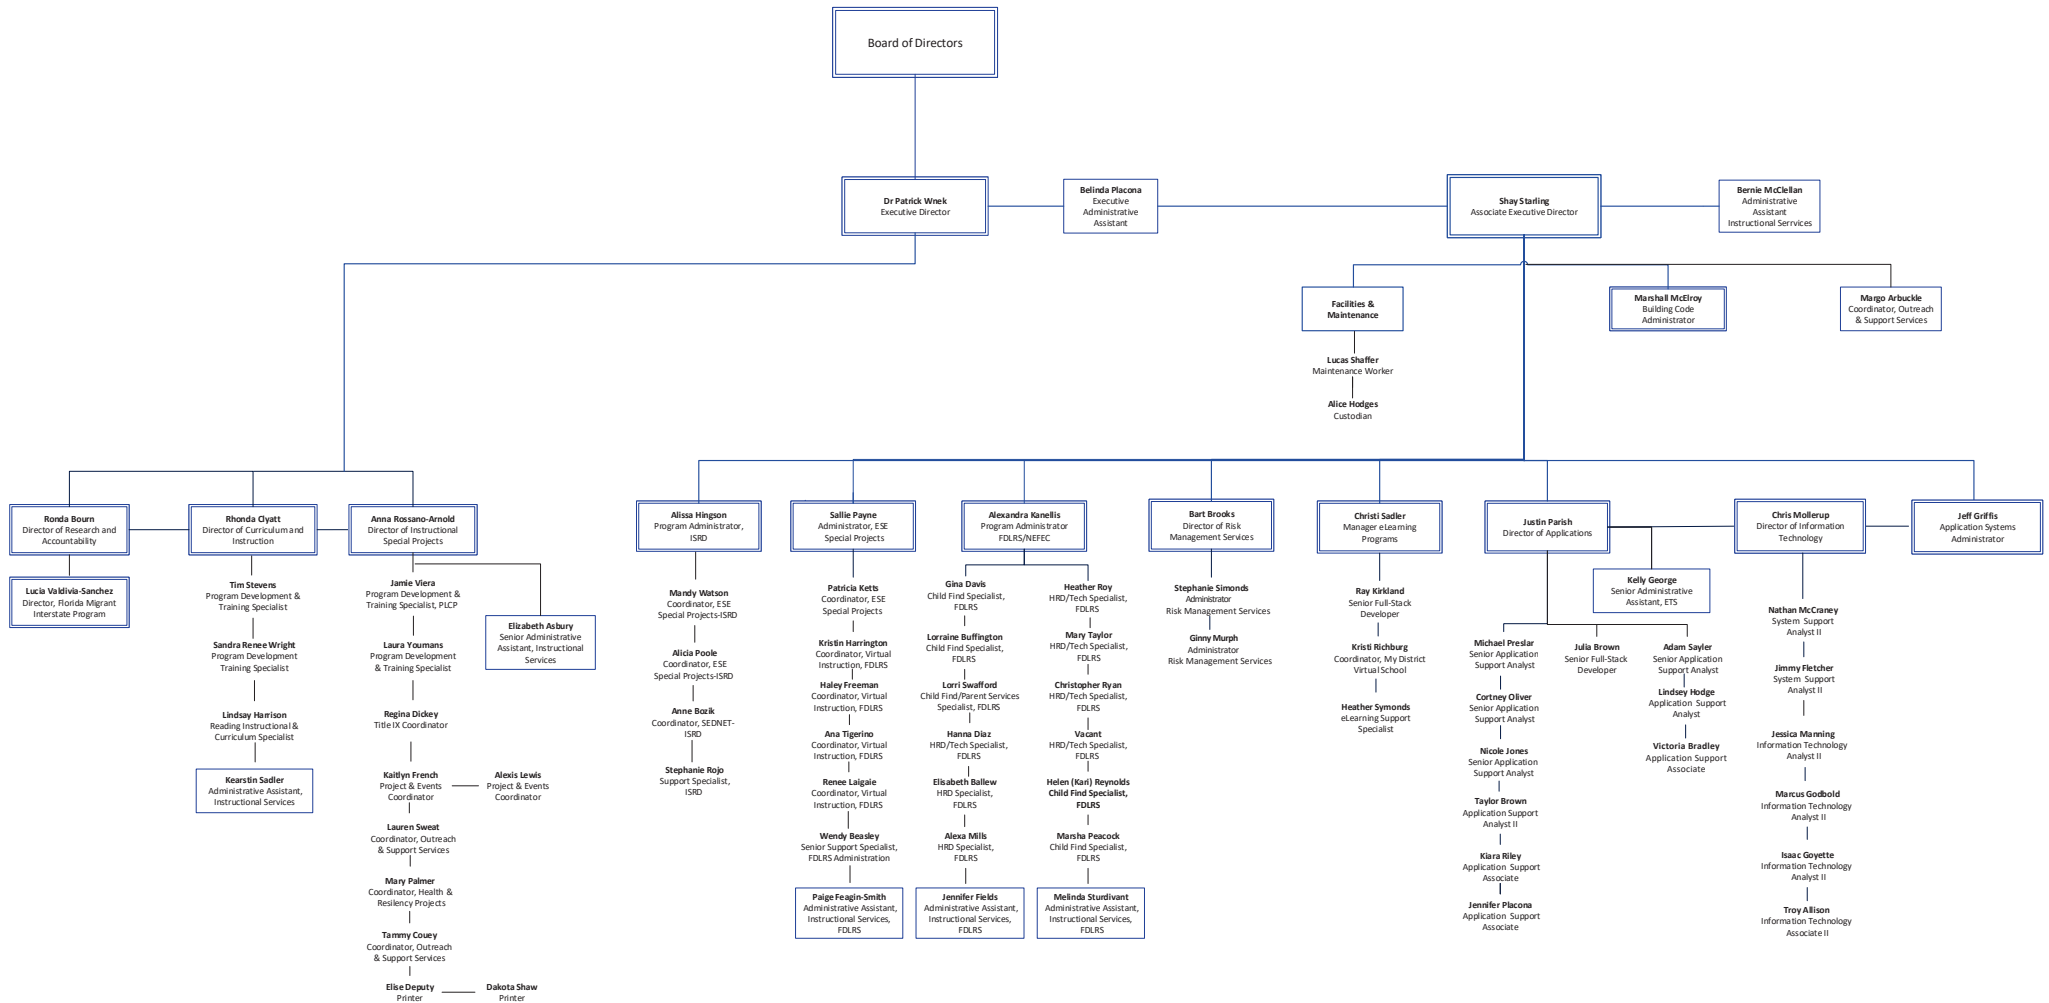 Board of Directors
Dr Patrick Wnek
Executive Director
Belinda Placona
Executive
Administrative
Assistant
Shay Starling
Associate Executive Director
Bernie McClellan
Administrative
Assistant
Instructional Serrvices
Facilities &
Maintenance
Lucas Shaffer
Maintenance Worker
Alice Hodges
Custodian
Marshall McElroy
Building Code
Administrator
Margo Arbuckle
Coordinator, Outreach
& Support Services
Ronda Bourn
Director of Research and
Accountability
Lucia Valdivia-Sanchez
Director, Florida Migrant
Interstate Program
Rhonda Clyatt
Director of Curriculum and
Instruction
Tim Stevens
Program Development &
Training Specialist
Sandra Renee Wright
Program Development
Training Specialist
Lindsay Harrison
Reading Instructional &
Curriculum Specialist
Kearstin Sadler
Administrative Assistant,
Instructional Services
Anna Rossano-Arnold
Director of Instructional
Special Projects
Jamie Viera
Program Development &
Training Specialist, PLCP
Laura Youmans
Program Development
& Training Specialist
Regina Dickey
Title IX Coordinator
Kaitlyn French
Project & Events
Coordinator
Alexis Lewis
Project & Events
Coordinator
Lauren Sweat
Coordinator, Outreach
& Support Services
Mary Palmer
Coordinator, Health &
Resilency Projects
Tammy Couey
Coordinator, Outreach
& Support Services
Elise Deputy
Printer
Dakota Shaw
Printer
Elizabeth Asbury
Senior Administrative
Assistant, Instructional
Services
Alissa Hingson
Program Administrator,
ISRD
Mandy Watson
Coordinator, ESE
Special Projects-ISRD
Alicia Poole
Coordinator, ESE
Special Projects-ISRD
Anne Bozik
Coordinator, SEDNET-
ISRD
Stephanie Rojo
Support Specialist,
ISRD
Sallie Payne
Administrator, ESE
Special Projects
Patricia Ketts
Coordinator, ESE
Special Projects
Kristin Harrington
Coordinator, Virtual
Instruction, FDLRS
Haley Freeman
Coordinator, Virtual
Instruction, FDLRS
Ana Tigerino
Coordinator, Virtual
Instruction, FDLRS
Renee Laigaie
Coordinator, Virtual
Instruction, FDLRS
Wendy Beasley
Senior Support Specialist,
FDLRS Administration
Paige Feagin-Smith
Administrative Assistant,
Instructional Services,
FDLRS
Alexandra Kanellis
Program Administrator
FDLRS/NEFEC
Gina Davis
Child Find Specialist,
FDLRS
Lorraine Buffington
Child Find Specialist,
FDLRS
Lorri Swafford
Child Find/Parent Services
Specialist, FDLRS
Hanna Diaz
HRD/Tech Specialist,
FDLRS
Elisabeth Ballew
HRD Specialist,
FDLRS
Alexa Mills
HRD Specialist,
FDLRS
Jennifer Fields
Administrative Assistant,
Instructional Services,
FDLRS
Heather Roy
HRD/Tech Specialist,
FDLRS
Mary Taylor
HRD/Tech Specialist,
FDLRS
Christopher Ryan
HRD/Tech Specialist,
FDLRS
Vacant
HRD/Tech Specialist,
FDLRS
Helen (Kari) Reynolds
Child Find Specialist,
FDLRS
Marsha Peacock
Child Find Specialist,
FDLRS
Melinda Sturdivant
Administrative Assistant,
Instructional Services,
FDLRS
Bart Brooks
Director of Risk
Management Services
Stephanie Simonds
Administrator
Risk Management Services
Ginny Murph
Administrator
Risk Management Services
Christi Sadler
Manager eLearning
Programs
Ray Kirkland
Senior Full-Stack
Developer
Kristi Richburg
Coordinator, My District
Virtual School
Heather Symonds
eLearning Support
Specialist
Justin Parish
Director of Applications
Kelly George
Senior Administrative
Assistant, ETS
Michael Preslar
Senior Application
Support Analyst
Cortney Oliver
Senior Application
Support Analyst
Nicole Jones
Senior Application
Support Analyst
Taylor Brown
Application Support
Analyst II
Kiara Riley
Application Support
Associate
Jennifer Placona
Application Support
Associate
Julia Brown
Senior Full-Stack
Developer
Adam Sayler
Senior Application
Support Analyst
Lindsey Hodge
Application Support
Analyst
Victoria Bradley
Application Support
Associate
Chris Mollerup
Director of Information
Technology
Nathan McCraney
System Support
Analyst II
Jimmy Fletcher
System Support
Analyst II
Jessica Manning
Information Technology
Analyst II
Marcus Godbold
Information Technology
Analyst II
Isaac Goyette
Information Technology
Analyst II
Troy Allison
Information Technology
Associate II
Jeff Griffis
Application Systems
Administrator